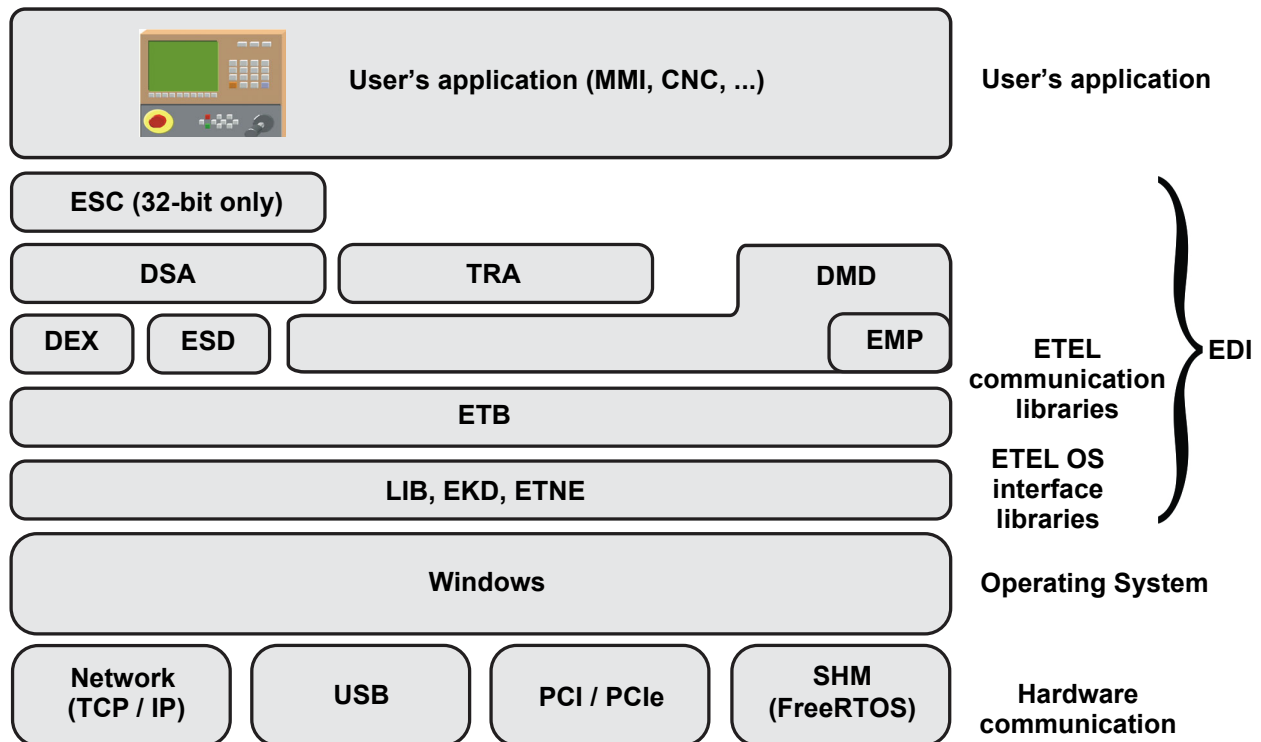 User’s application (MMI, CNC, ...)
User’s application
ESC (32-bit only)
DSA
TRA
DMD
DEX
ESD
EMP
ETEL
communication
libraries
EDI
ETB
LIB, EKD, ETNE
ETEL OS
interface
libraries
Windows
Operating System
Network
(TCP / IP)
USB
PCI / PCIe
SHM
(FreeRTOS)
Hardware
communication